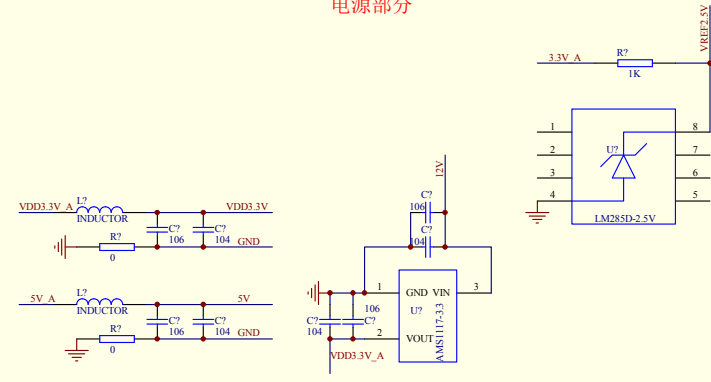 电源部分
VREF2.5V
R?
3.3V_A
1K
1
8
2
U?
7
3
6
4
5
LM285D-2.5V
12V
C?
106
C?
104
L?
VDD3.3V_A
VDD3.3V
INDUCTOR
C?
C?
106
104
R?
GND
0
1
GND VIN
3
U?
AMS1117-3.3
106
C?
C?
104
2
VOUT
VDD3.3V_A
L?
5V_A
5V
INDUCTOR
C?
C?
106
104
R?
GND
0